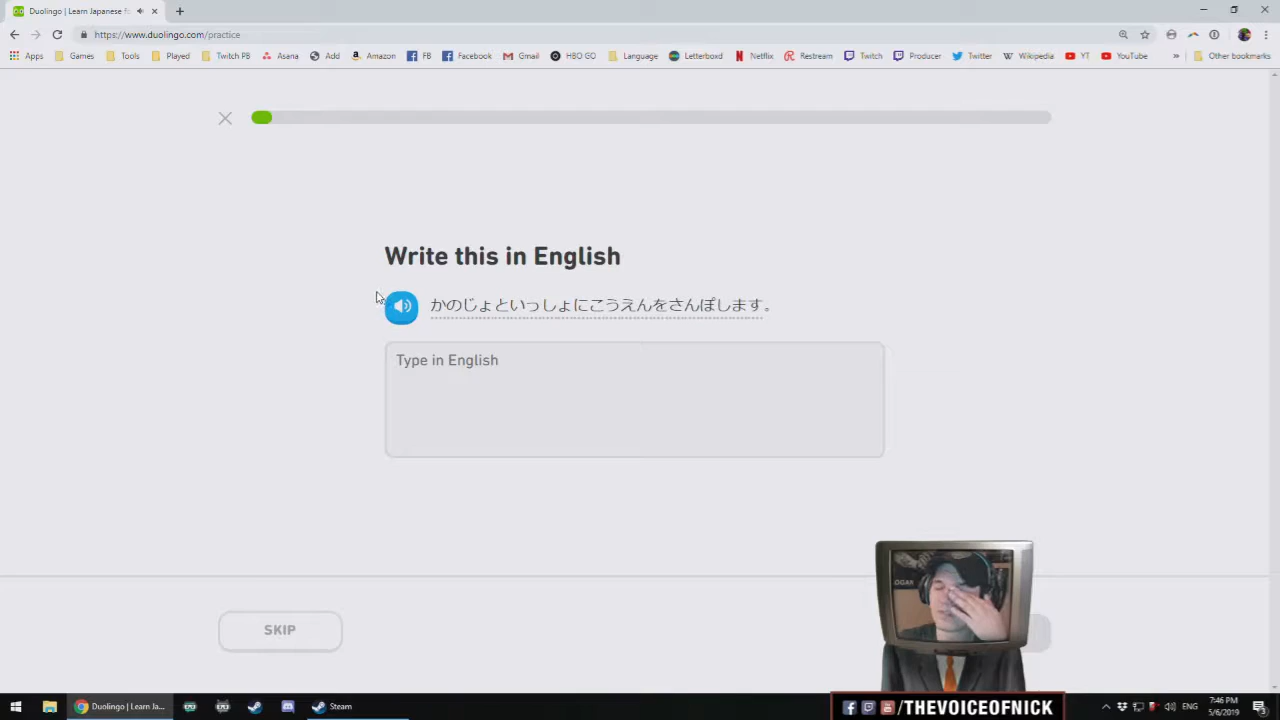 Duolingo | Learn Japanese f
https://www.duolingo.com/practice
Apps Games Tools Played Twitch PB Asana Add Amazon FB Facebook Gmail HBO GO Language Letterboxd Netflix Restream Twitch Producer Twitter Wikipedia YT YouTube » Other bookmarks
Write this in English
かのじょといっしょにこうえんをさんぽします。
Type in English
OGAR
SKIP
Duolingo | Learn Ja... Steam
/THEVOICEOFNICK
ENG
7:46 PM
5/6/2019
3